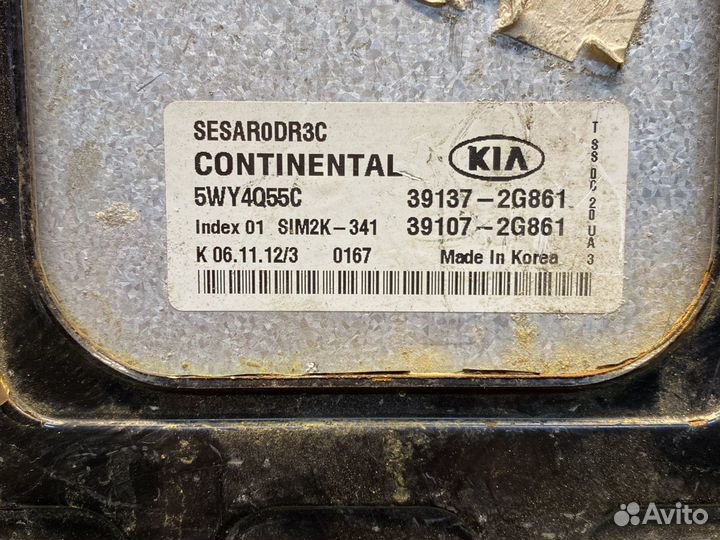 SESAR0DR3C
CONTINENTAL
KIA
5WY4Q55C 39137-2G861
Index 01 SIM2K-341 39107-2G861
K 06.11.12/3 0167 Made In Korea
T SS DC 20 UA 3
Avito